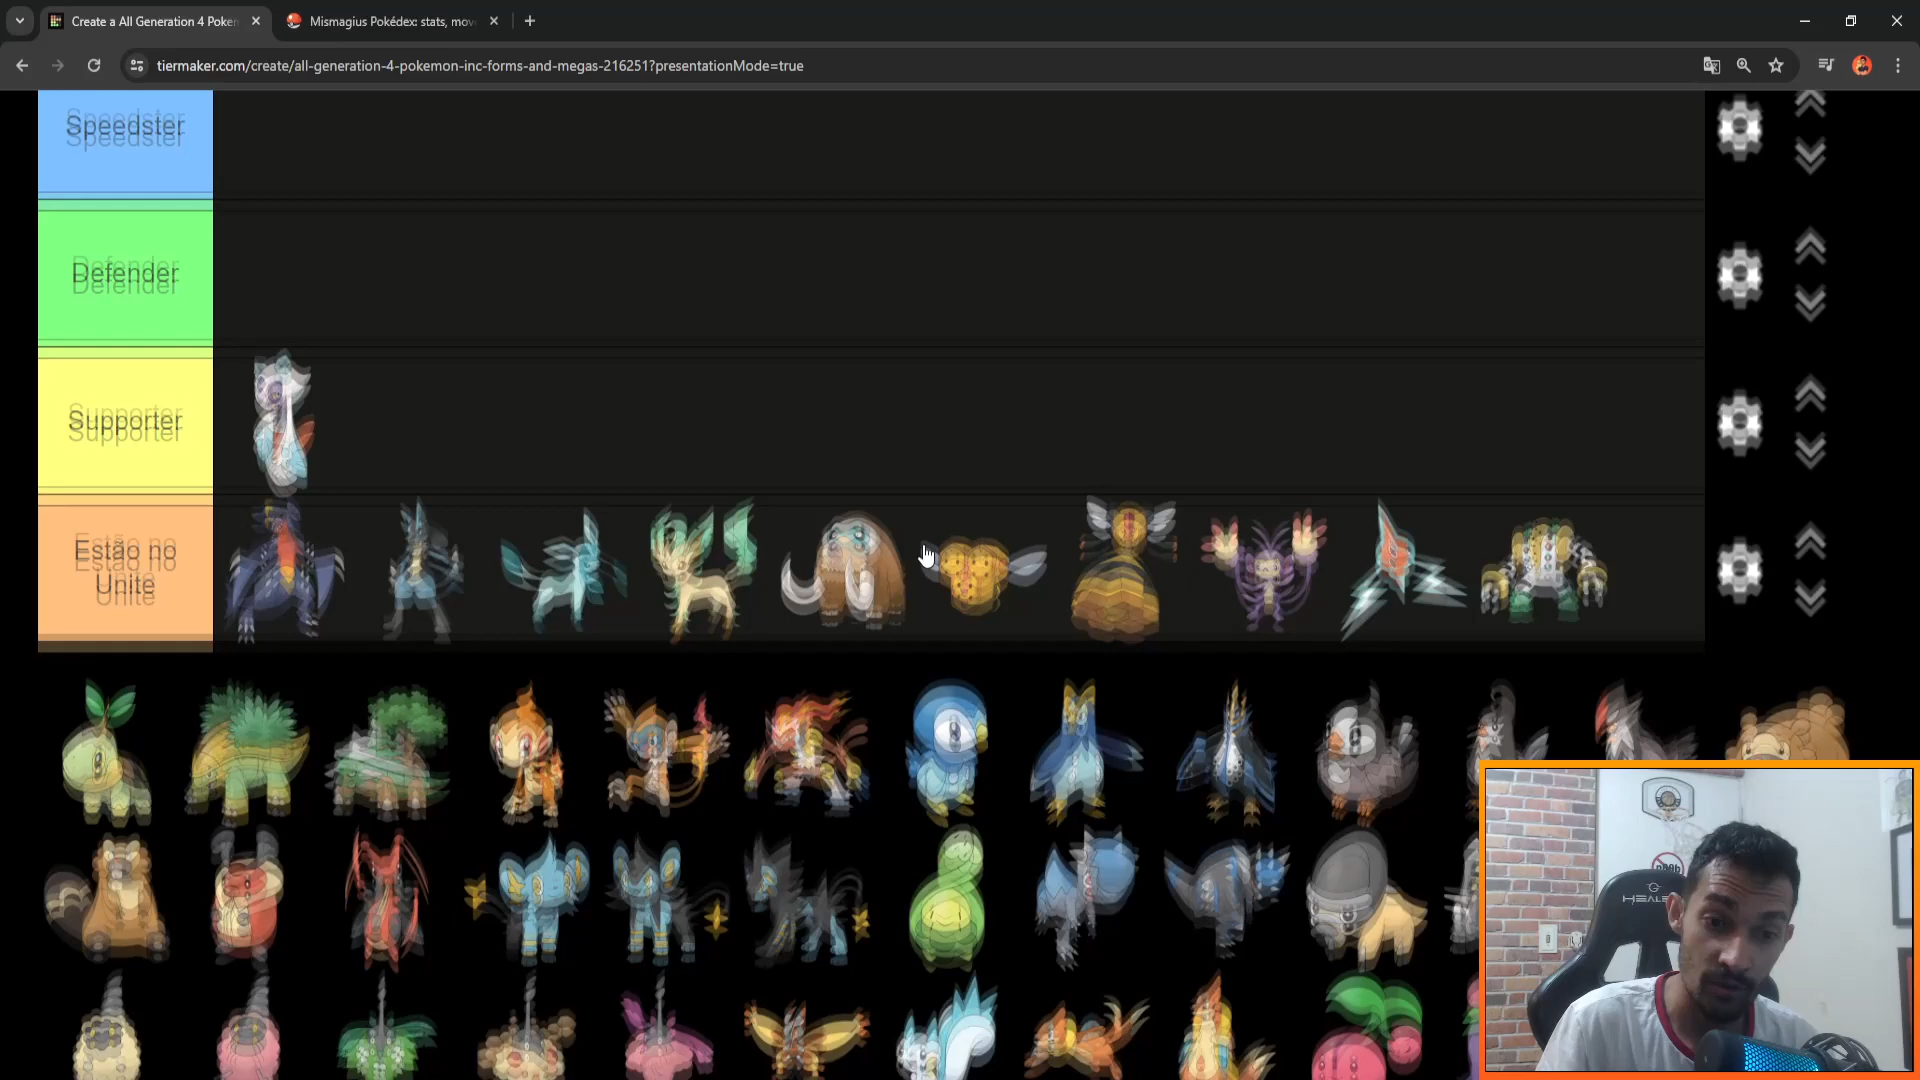 Create a All Generation 4 Poken
Mismagius Pokédex: stats, mov
tiermaker.com/create/all-generation-4-pokemon-inc-forms-and-megas-216251?presentationMode=true
Speedster
Defender
Supporter
Estão no
Unite